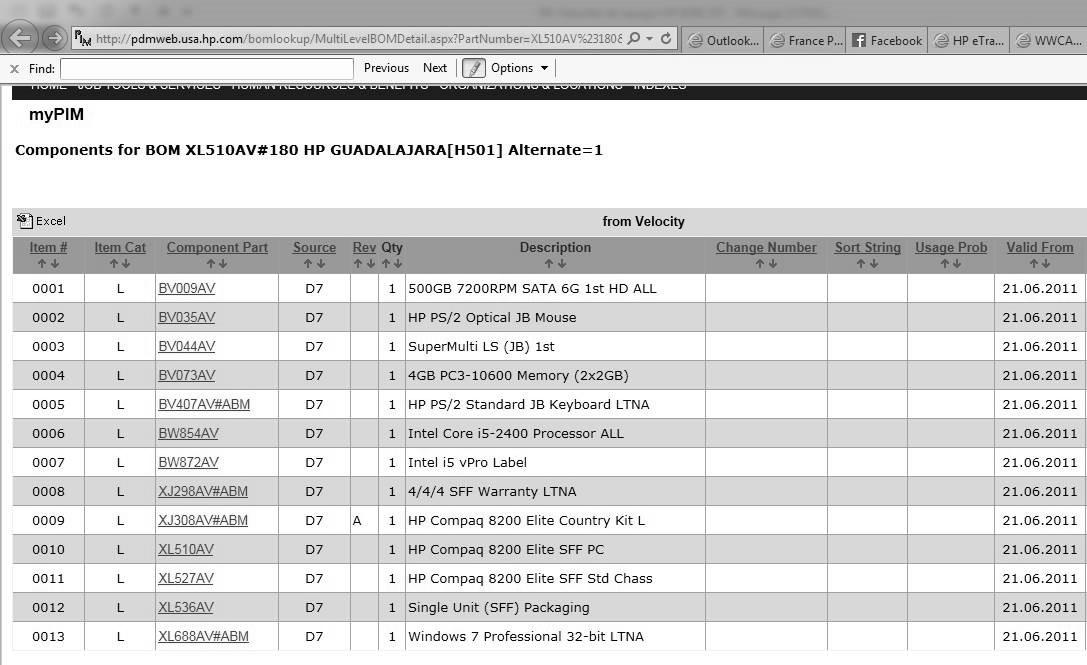 http://pdmweb.usa.hp.com/bomlookup/MultiLevelBOMDetail.aspx?PartNumber=XL510AV%23180& Outlook... France P... Facebook HP eTra... WWCA...
x Find: Previous Next Options
HOME JOB TOOLS & SERVICES HUMAN RESOURCES & BENEFITS ORGANIZATIONS & LOCATIONS INDEXES
myPIM
Components for BOM XL510AV#180 HP GUADALAJARA[H501] Alternate=1
Excel from Velocity
Item # Item Cat Component Part Source Rev Qty Description Change Number Sort String Usage Prob Valid From
0001 L BV009AV D7 1 500GB 7200RPM SATA 6G 1st HD ALL 21.06.2011
0002 L BV035AV D7 1 HP PS/2 Optical JB Mouse 21.06.2011
0003 L BV044AV D7 1 SuperMulti LS (JB) 1st 21.06.2011
0004 L BV073AV D7 1 4GB PC3-10600 Memory (2x2GB) 21.06.2011
0005 L BV407AV#ABM D7 1 HP PS/2 Standard JB Keyboard LTNA 21.06.2011
0006 L BW854AV D7 1 Intel Core i5-2400 Processor ALL 21.06.2011
0007 L BW872AV D7 1 Intel i5 vPro Label 21.06.2011
0008 L XJ298AV#ABM D7 1 4/4/4 SFF Warranty LTNA 21.06.2011
0009 L XJ308AV#ABM D7 A 1 HP Compaq 8200 Elite Country Kit L 21.06.2011
0010 L XL510AV D7 1 HP Compaq 8200 Elite SFF PC 21.06.2011
0011 L XL527AV D7 1 HP Compaq 8200 Elite SFF Std Chass 21.06.2011
0012 L XL536AV D7 1 Single Unit (SFF) Packaging 21.06.2011
0013 L XL688AV#ABM D7 1 Windows 7 Professional 32-bit LTNA 21.06.2011